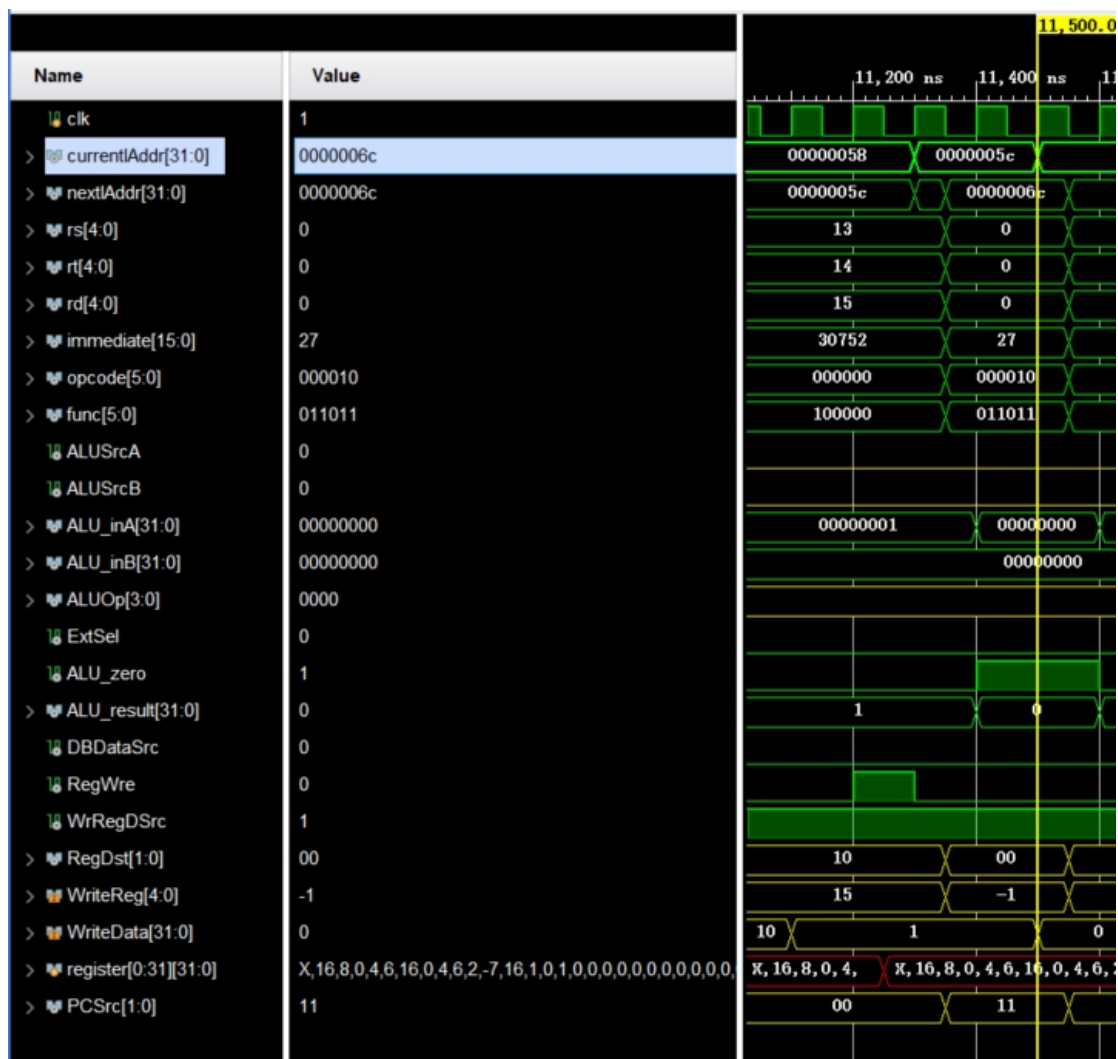 11,500.0
Name Value 11,200 ns 11,400 ns 11
clk 1
currentIAddr[31:0] 0000006c 00000058 0000005c
nextIAddr[31:0] 0000006c 0000005c 0000006c
rs[4:0] 0 13 0
rt[4:0] 0 14 0
rd[4:0] 0 15 0
immediate[15:0] 27 30752 27
opcode[5:0] 000010 000000 000010
func[5:0] 011011 100000 011011
ALUSrcA 0
ALUSrcB 0
ALU_inA[31:0] 00000000 00000001 00000000
ALU_inB[31:0] 00000000 00000000
ALUOp[3:0] 0000
ExtSel 0
ALU_zero 1
ALU_result[31:0] 0 1 0
DBDataSrc 0
RegWre 0
WrRegDSrc 1
RegDst[1:0] 00 10 00
WriteReg[4:0] -1 15 -1
WriteData[31:0] 0 10 1 0
register[0:31][31:0] X,16,8,0,4,6,16,0,4,6,2,-7,16,1,0,1,0,0,0,0,0,0,0,0,0,0, X,16,8,0,4, X,16,8,0,4,6,16,0,4,6,
PCSrc[1:0] 11 00 11